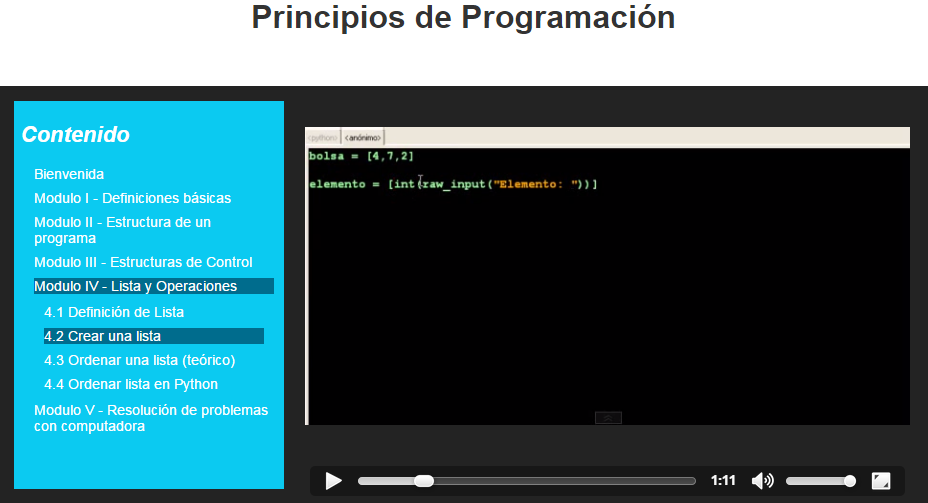 Principios de Programación
Contenido
Bienvenida
Modulo I - Definiciones básicas
Modulo II - Estructura de un
programa
Modulo III - Estructuras de Control
Modulo IV - Lista y Operaciones
4.1 Definición de Lista
4.2 Crear una lista
4.3 Ordenar una lista (teórico)
4.4 Ordenar lista en Python
Modulo V - Resolución de problemas
con computadora
<python> <anónimo>
bolsa = [4,7,2]
elemento = [int(raw_input("Elemento: "))]
1:11